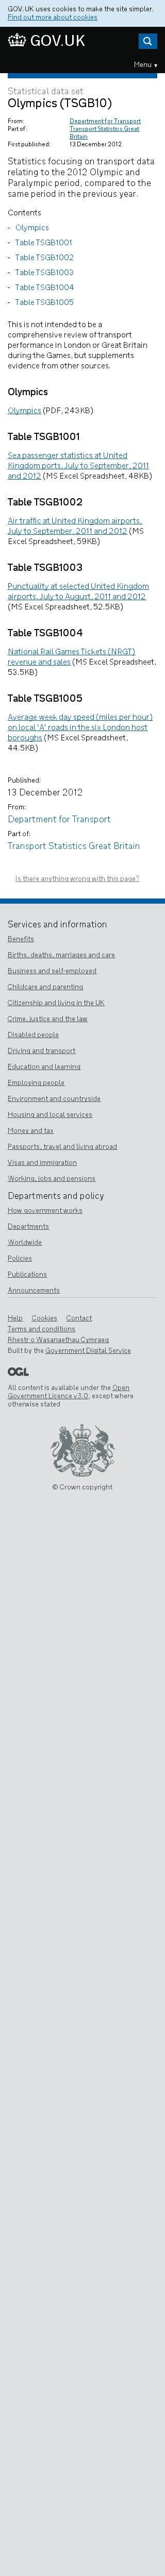 GOV.UK uses cookies to make the site simpler.
Find out more about cookies
GOV.UK
Menu ▾
Statistical data set
Olympics (TSGB10)
From: Department for Transport
Part of: Transport Statistics Great
Britain
First published: 13 December 2012
Statistics focusing on transport data
relating to the 2012 Olympic and
Paralympic period, compared to the
same period in the previous year.
Contents
- Olympics
- Table TSGB1001
- Table TSGB1002
- Table TSGB1003
- Table TSGB1004
- Table TSGB1005
This is not intended to be a
comprehensive review of transport
performance in London or Great Britain
during the Games, but supplements
evidence from other sources.
Olympics
Olympics (PDF, 243KB)
Table TSGB1001
Sea passenger statistics at United
Kingdom ports, July to September, 2011
and 2012 (MS Excel Spreadsheet, 48KB)
Table TSGB1002
Air traffic at United Kingdom airports,
July to September, 2011 and 2012 (MS
Excel Spreadsheet, 59KB)
Table TSGB1003
Punctuality at selected United Kingdom
airports, July to August, 2011 and 2012
(MS Excel Spreadsheet, 52.5KB)
Table TSGB1004
National Rail Games Tickets (NRGT)
revenue and sales (MS Excel Spreadsheet,
53.5KB)
Table TSGB1005
Average week day speed (miles per hour)
on local 'A' roads in the six London host
boroughs (MS Excel Spreadsheet,
44.5KB)
Published:
13 December 2012
From:
Department for Transport
Part of:
Transport Statistics Great Britain
Is there anything wrong with this page?
Services and information
Benefits
Births, deaths, marriages and care
Business and self-employed
Childcare and parenting
Citizenship and living in the UK
Crime, justice and the law
Disabled people
Driving and transport
Education and learning
Employing people
Environment and countryside
Housing and local services
Money and tax
Passports, travel and living abroad
Visas and immigration
Working, jobs and pensions
Departments and policy
How government works
Departments
Worldwide
Policies
Publications
Announcements
Help Cookies Contact
Terms and conditions
Rhestr o Wasanaethau Cymraeg
Built by the Government Digital Service
OGL
All content is available under the Open
Government Licence v3.0, except where
otherwise stated
© Crown copyright